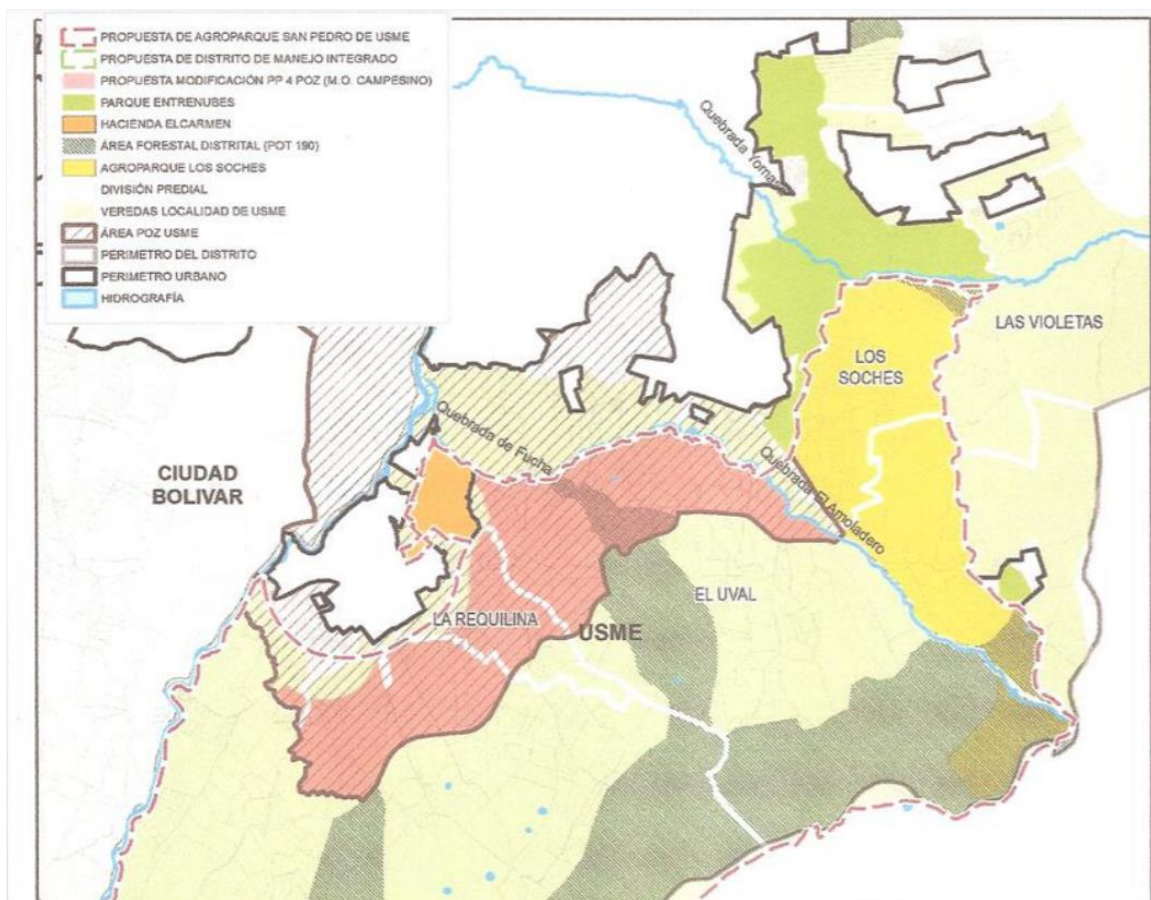 PROPUESTA DE AGROPARQUE SAN PEDRO DE USME
PROPUESTA DE DISTRITO DE MANEJO INTEGRADO
PROPUESTA MODIFICACIÓN PP 4 POZ (M.O. CAMPESINO)
PARQUE ENTRENUBES
HACIENDA ELCARMEN
ÁREA FORESTAL DISTRITAL (POT 190)
AGROPARQUE LOS SOCHES
DIVISIÓN PREDIAL
VEREDAS LOCALIDAD DE USME
ÁREA POZ USME
PERIMETRO DEL DISTRITO
PERIMETRO URBANO
HIDROGRAFÍA
Quebrada Yomasa
LAS VIOLETAS
LOS
SOCHES
Quebrada de Fucha
Quebrada El Amoladero
CIUDAD
BOLIVAR
EL UVAL
LA REQUILINA
USME